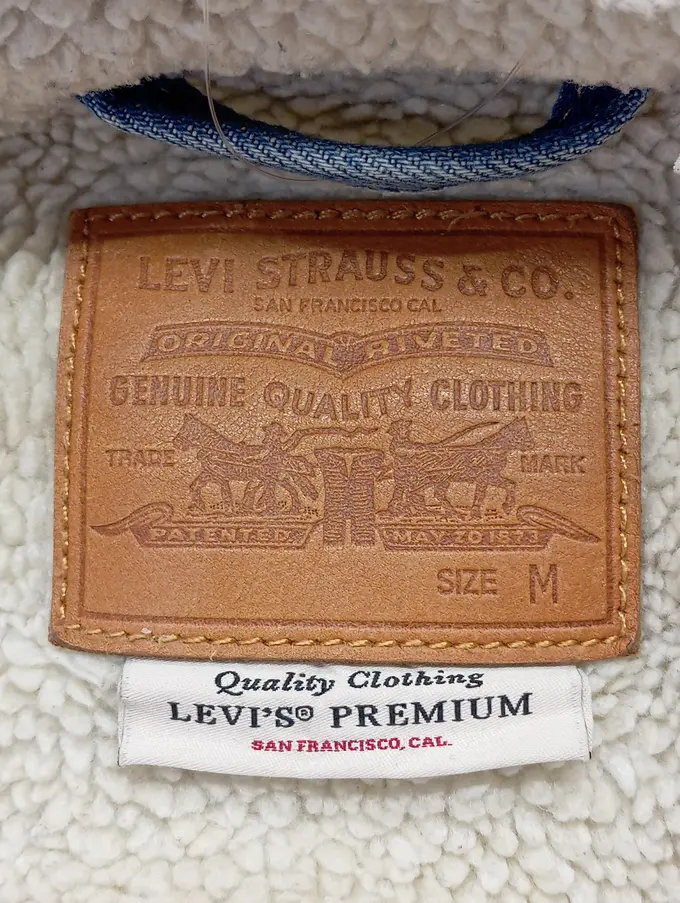 LEVI STRAUSS & CO.
SAN FRANCISCO CAL
ORIGINAL RIVETED
GENUINE QUALITY CLOTHING
TRADE MARK
PATENTED MAY 20 1873
SIZE M
Quality Clothing
LEVI'S® PREMIUM
SAN FRANCISCO, CAL.